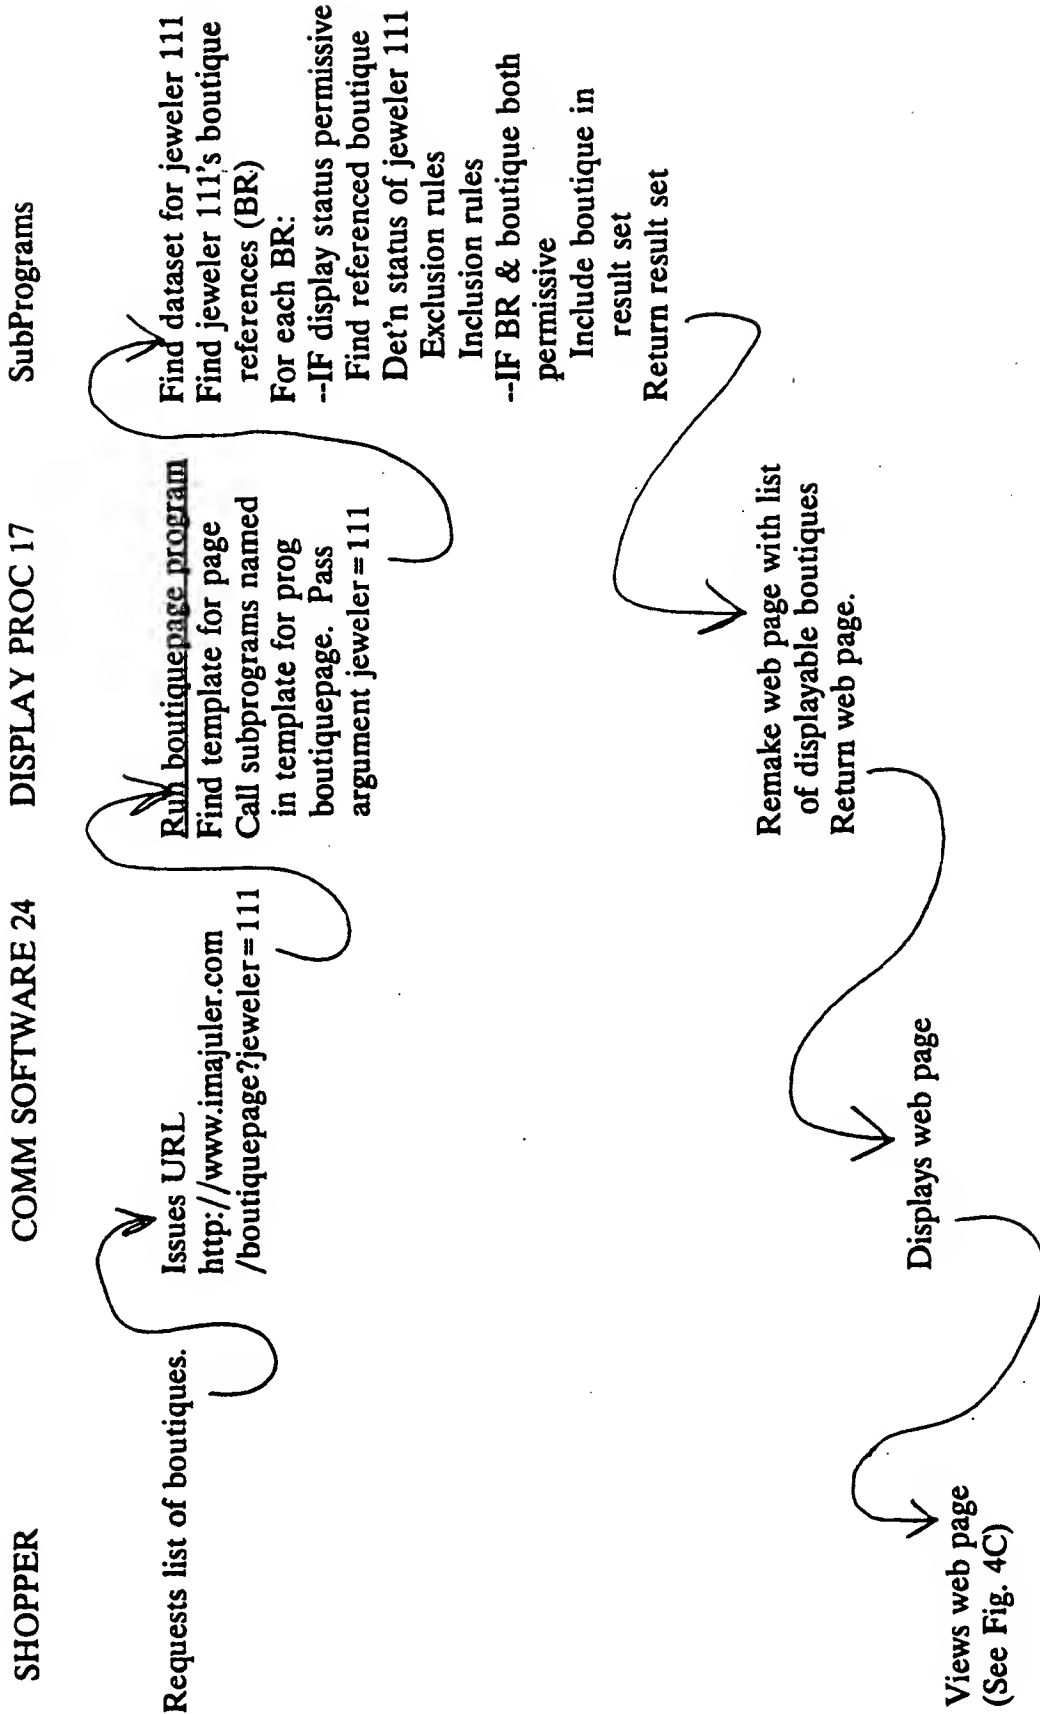 SHOPPER
COMM SOFTWARE 24
DISPLAY PROC 17
SubPrograms
Requests list of boutiques.
Issues URL
http://www.imajuler.com
/boutiquepage?jeweler=111
Run boutiquepage program
Find template for page
Call subprograms named
in template for prog
boutiquepage. Pass
argument jeweler=111
Find dataset for jeweler 111
Find jeweler 111's boutique
references (BR)
For each BR:
--IF display status permissive
Find referenced boutique
Det'n status of jeweler 111
Exclusion rules
Inclusion rules
--IF BR & boutique both
permissive
Include boutique in
result set
Return result set
Remake web page with list
of displayable boutiques
Return web page.
Displays web page
Views web page
(See Fig. 4C)